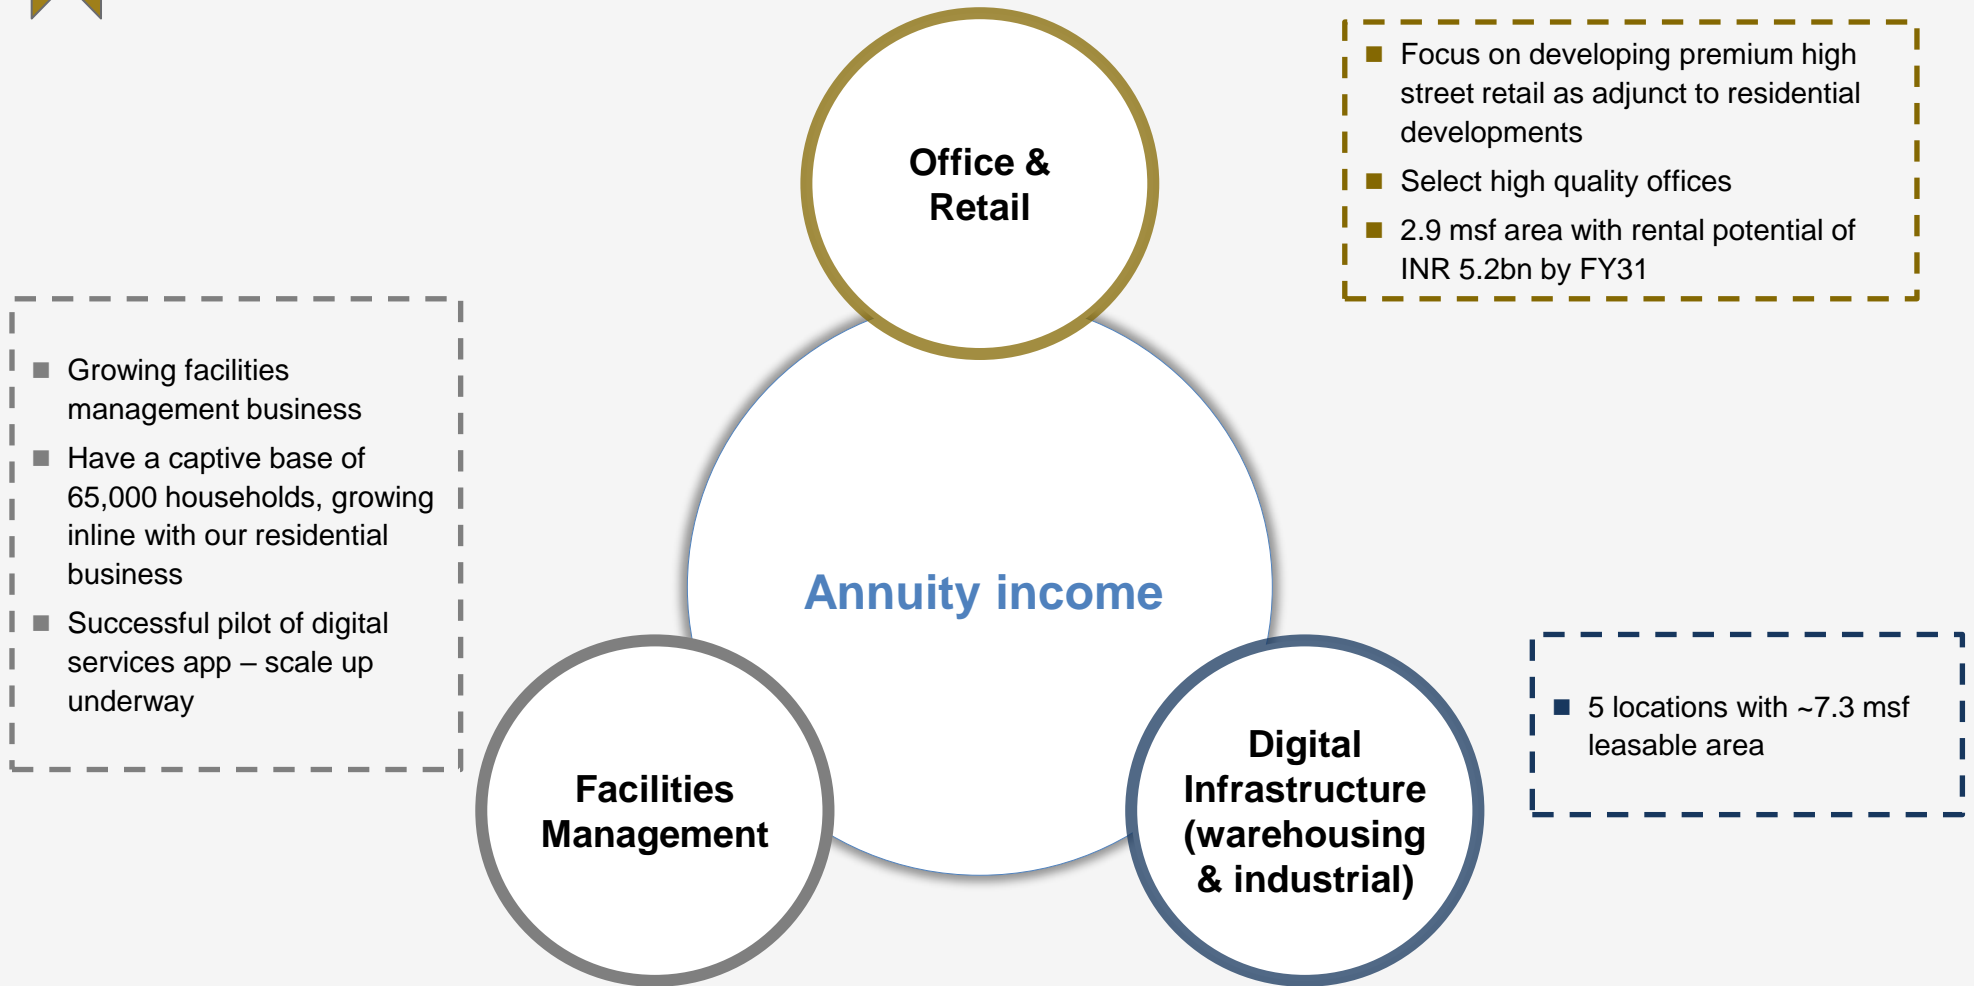 Office &
Retail
Focus on developing premium high
street retail as adjunct to residential
developments
Select high quality offices
2.9 msf area with rental potential of
INR 5.2bn by FY31
Growing facilities
management business
Have a captive base of
65,000 households, growing
inline with our residential
business
Successful pilot of digital
services app – scale up
underway
Annuity income
Facilities
Management
Digital
Infrastructure
(warehousing
& industrial)
5 locations with ~7.3 msf
leasable area